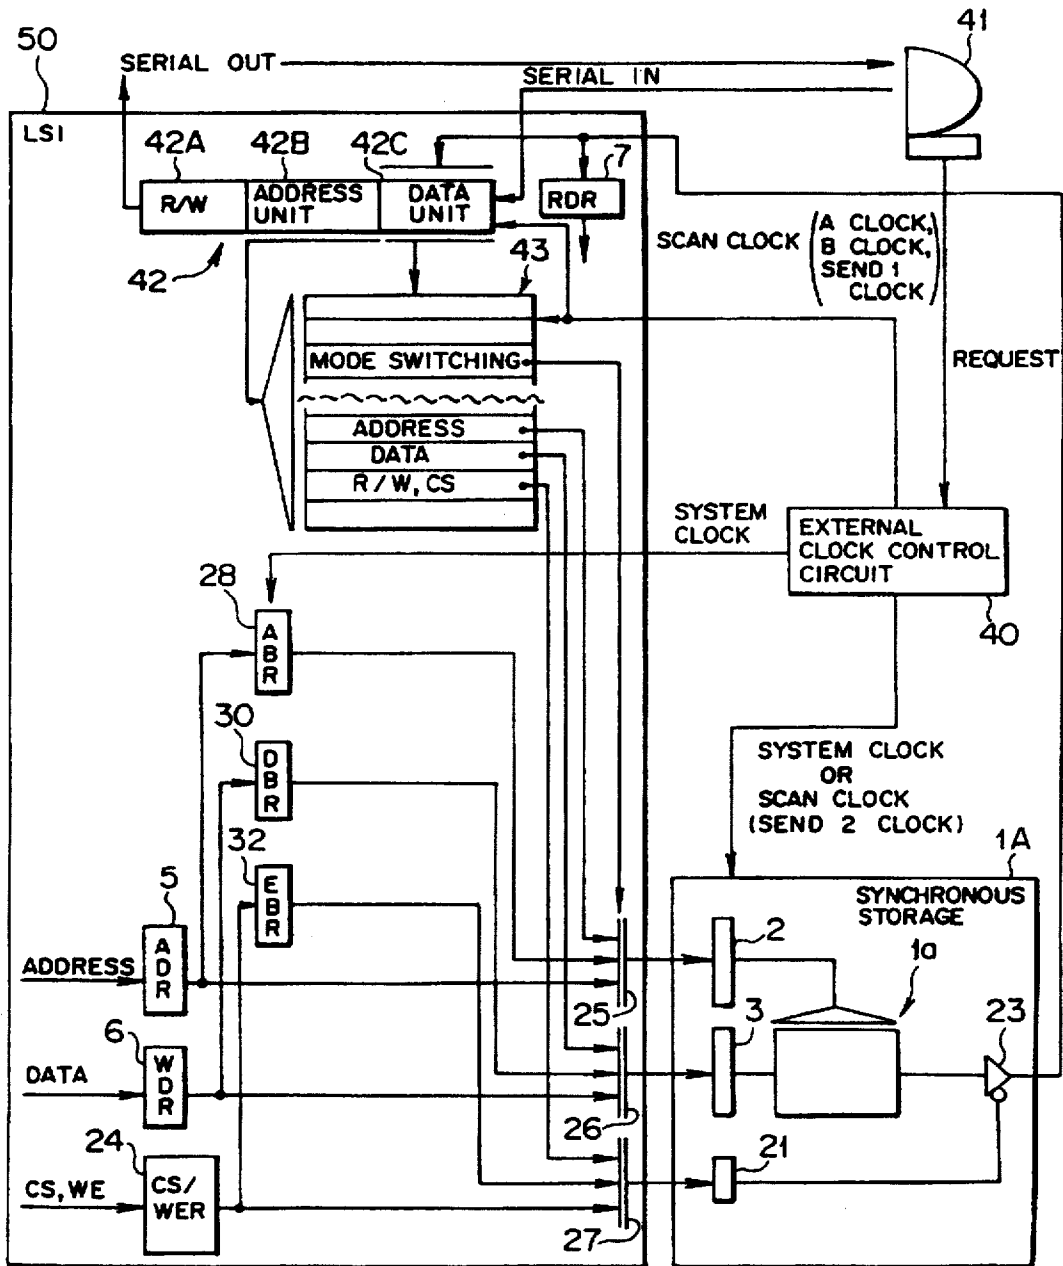 50
SERIAL OUT
SERIAL IN
41
LSI
42A
42B
42C
7
R/W
ADDRESS
UNIT
DATA
UNIT
RDR
SCAN CLOCK
(A CLOCK,
B CLOCK,
SEND 1
CLOCK)
42
43
MODE SWITCHING
REQUEST
ADDRESS
DATA
R/W, CS
SYSTEM
CLOCK
EXTERNAL
CLOCK CONTROL
CIRCUIT
40
28
ABR
30
DBR
SYSTEM CLOCK
OR
SCAN CLOCK
(SEND 2 CLOCK)
32
EBR
1A
5
SYNCHRONOUS
STORAGE
2
1a
ADDRESS
ADR
25
3
23
6
DATA
WDR
26
24
21
CS, WE
CS/
WER
27